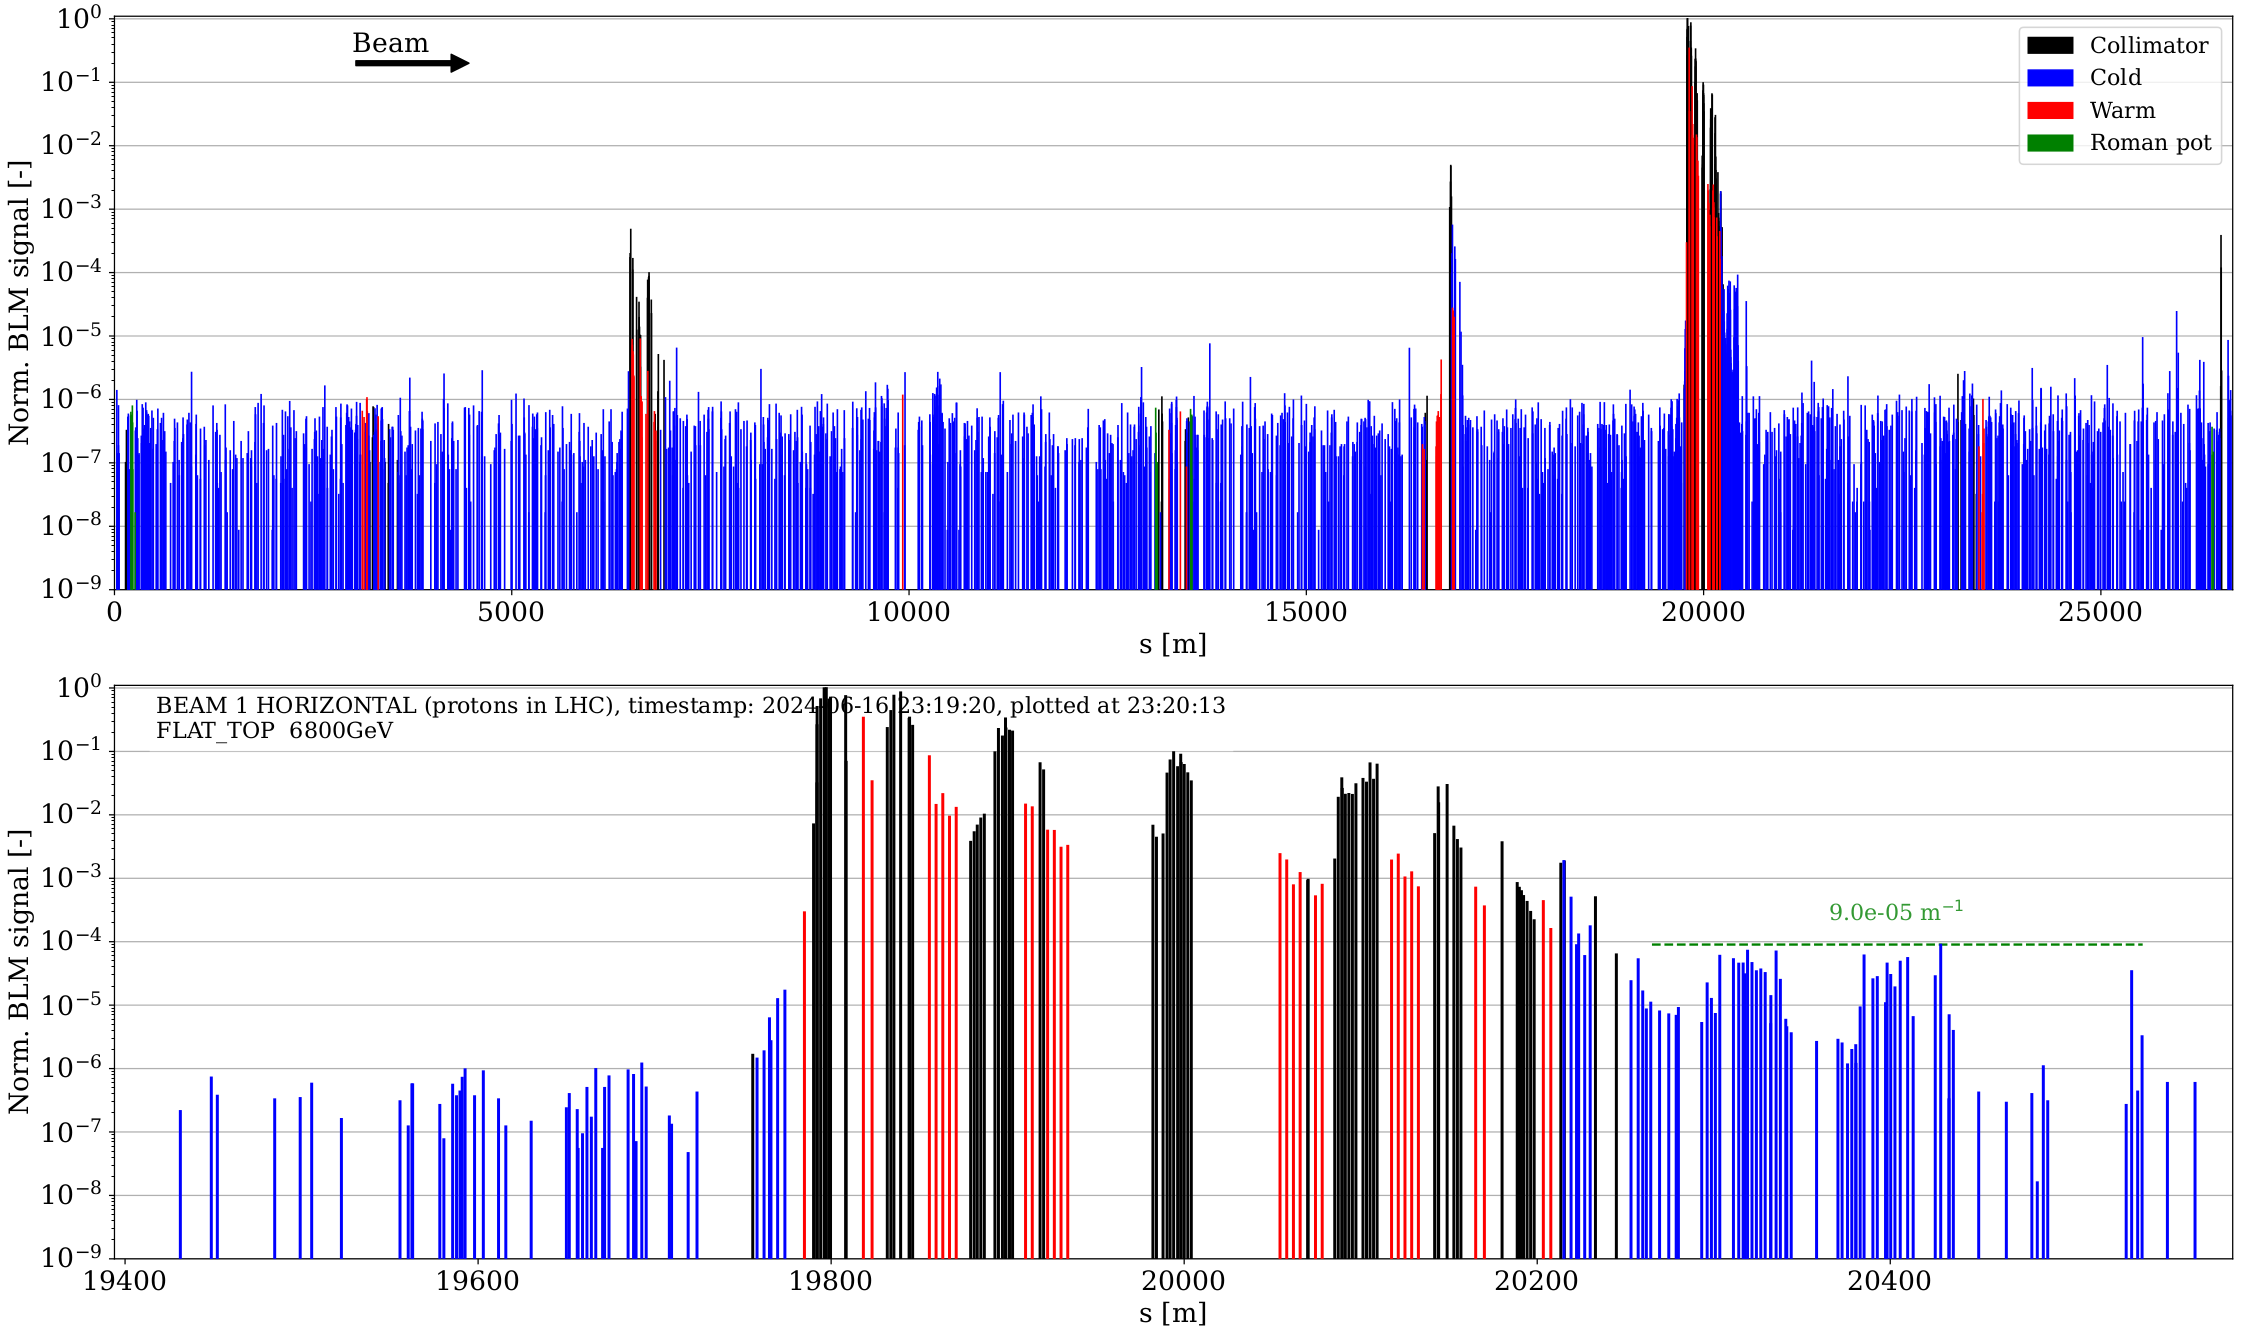 Norm. BLM signal [-]
10⁰
10⁻¹
10⁻²
10⁻³
10⁻⁴
10⁻⁵
10⁻⁶
10⁻⁷
10⁻⁸
10⁻⁹
Beam
Collimator
Cold
Warm
Roman pot
0 5000 10000 15000 20000 25000
s [m]
Norm. BLM signal [-]
10⁰
10⁻¹
10⁻²
10⁻³
10⁻⁴
10⁻⁵
10⁻⁶
10⁻⁷
10⁻⁸
10⁻⁹
BEAM 1 HORIZONTAL (protons in LHC), timestamp: 2024-06-16 23:19:20, plotted at 23:20:13
FLAT_TOP 6800GeV
9.0e-05 m⁻¹
19400 19600 19800 20000 20200 20400
s [m]